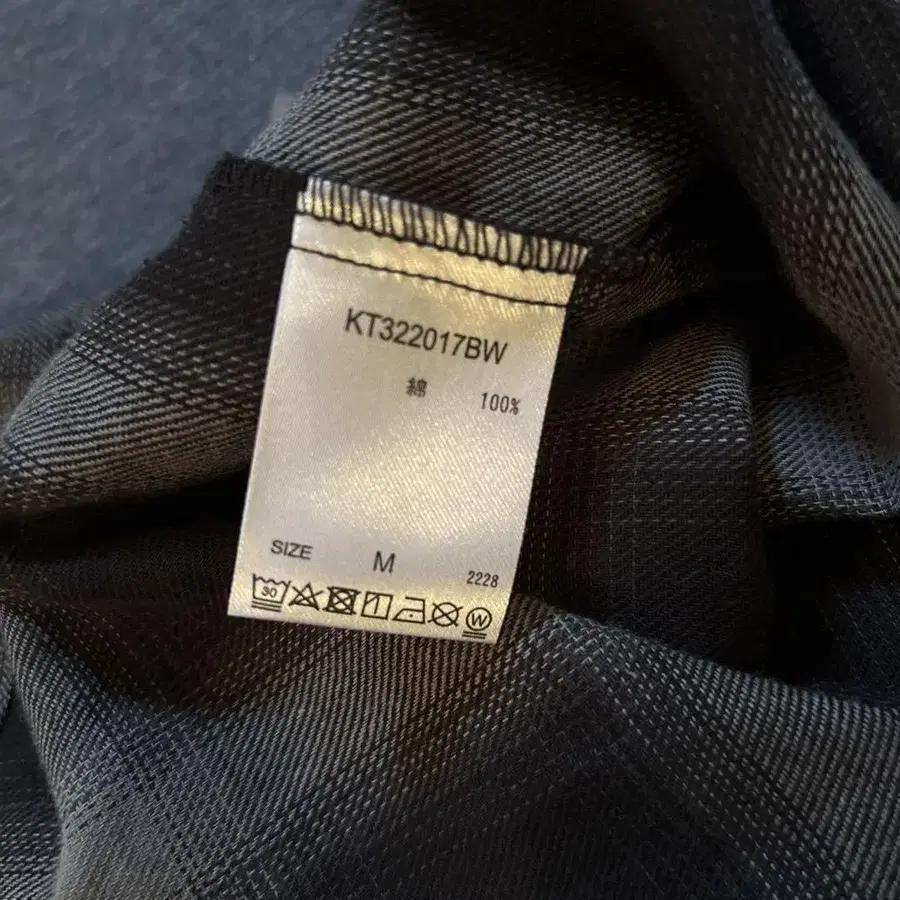 KT322017BW
綿 100%
SIZE M
2228
30
W